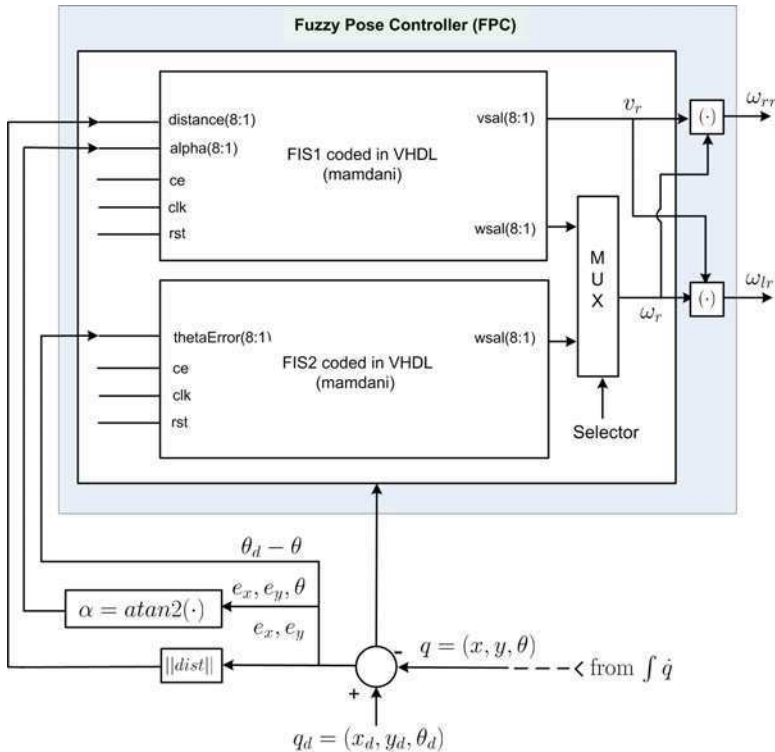 Fuzzy Pose Controller (FPC)
distance(8:1)
alpha(8:1)
ce
clk
rst
FIS1 coded in VHDL
(mamdani)
vsal(8:1)
wsal(8:1)
v_r
(·)
ω_rr
MUX
ω_r
(·)
ω_lr
thetaError(8:1)
ce
clk
rst
FIS2 coded in VHDL
(mamdani)
wsal(8:1)
Selector
θ_d − θ
e_x, e_y, θ
α = atan2(·)
e_x, e_y
||dist||
-
+
q = (x, y, θ)
from ∫ q̇
q_d = (x_d, y_d, θ_d)